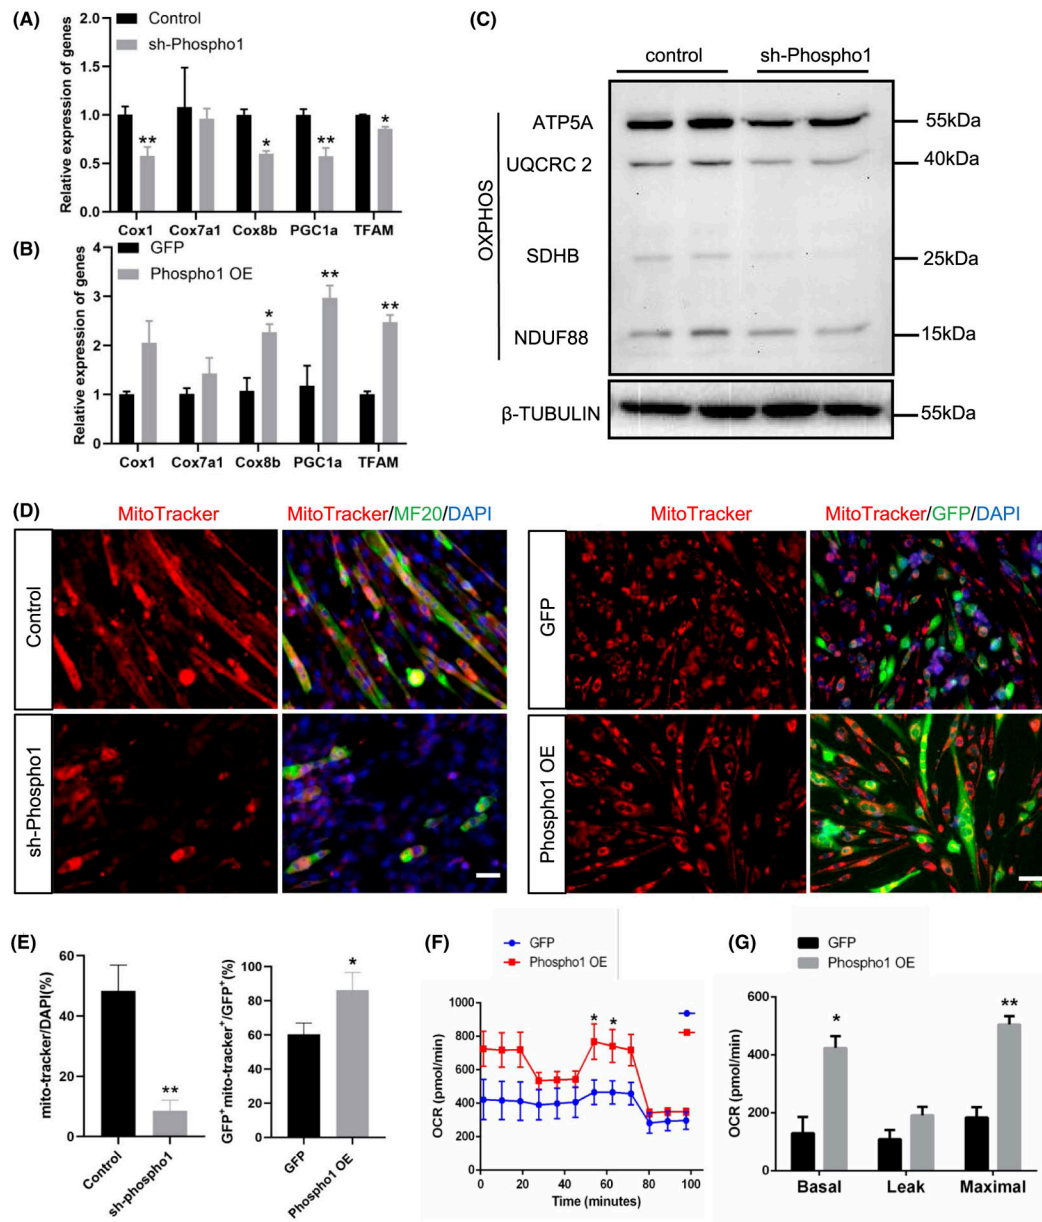 (A)
Relative expression of genes
2.0
1.5
1.0
0.5
0.0
Control
sh-Phospho1
**
*
**
*
Cox1 Cox7a1 Cox8b PGC1a TFAM
(B)
Relative expression of genes
4
3
2
1
0
GFP
Phospho1 OE
*
**
**
Cox1 Cox7a1 Cox8b PGC1a TFAM
(C)
control sh-Phospho1
OXPHOS
ATP5A 55kDa
UQCRC 2 40kDa
SDHB 25kDa
NDUF88 15kDa
β-TUBULIN 55kDa
(D)
MitoTracker MitoTracker/MF20/DAPI MitoTracker MitoTracker/GFP/DAPI
Control
GFP
sh-Phospho1
Phospho1 OE
(E)
mito-tracker/DAPI(%)
60
40
20
0
**
Control
sh-phospho1
GFP⁺mito-tracker⁺/GFP⁺(%)
100
80
60
40
20
0
*
GFP
Phospho1 OE
(F)
GFP
Phospho1 OE
OCR (pmol/min)
1000
800
600
400
200
0
* *
0 20 40 60 80 100
Time (minutes)
(G)
GFP
Phospho1 OE
OCR (pmol/min)
600
400
200
0
*
**
Basal Leak Maximal